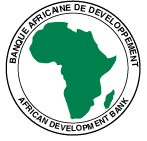 BANQUE AFRICAINE DE DEVELOPPEMENT
AFRICAN DEVELOPMENT BANK